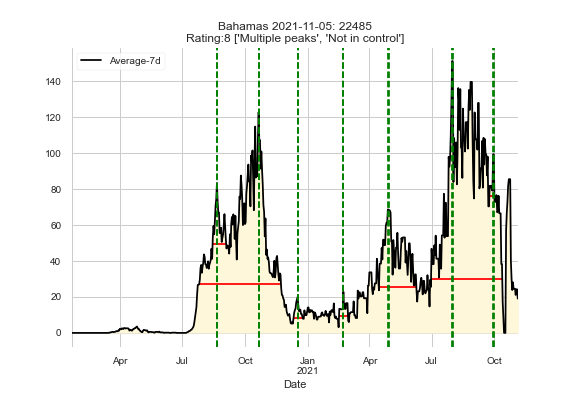 Bahamas 2021-11-05: 22485
Rating:8 ['Multiple peaks', 'Not in control']
Average-7d
140
120
100
80
60
40
20
0
Apr Jul Oct Jan Apr Jul Oct
2021
Date